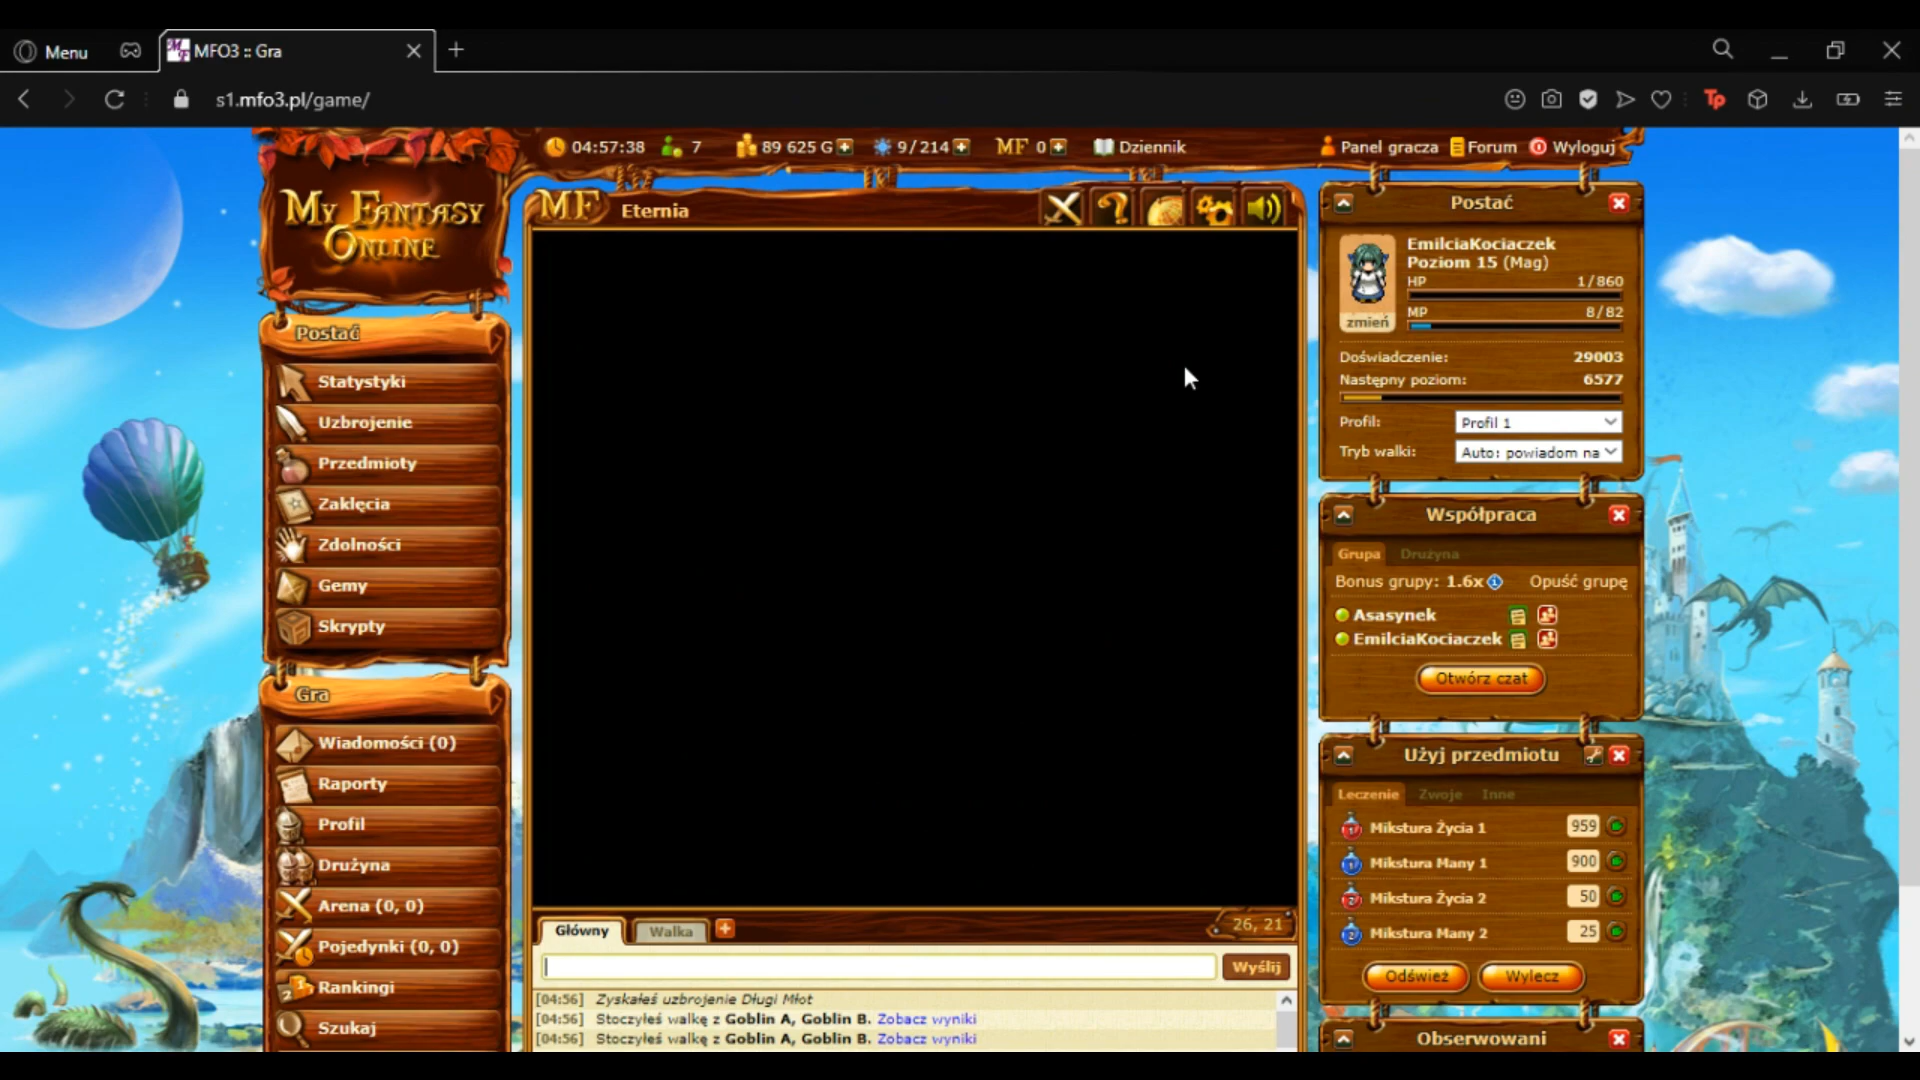 Menu
MFO3 :: Gra
s1.mfo3.pl/game/
Tp
04:57:38
7
89 625 G
9/214
MF 0
Dziennik
Panel gracza
Forum
Wyloguj
My Fantasy
Online
MF
Eternia
Postać
Statystyki
Uzbrojenie
Przedmioty
Zaklęcia
Zdolności
Gemy
Skrypty
Gra
Wiadomości (0)
Raporty
Profil
Drużyna
Arena (0, 0)
Pojedynki (0, 0)
Rankingi
Szukaj
Główny
Walka
26, 21
Wyślij
[04:56] Zyskałeś uzbrojenie Długi Młot
[04:56] Stoczyłeś walkę z Goblin A, Goblin B. Zobacz wyniki
[04:56] Stoczyłeś walkę z Goblin A, Goblin B. Zobacz wyniki
Postać
EmilciaKociaczek
Poziom 15 (Mag)
HP 1/860
MP 8/82
zmień
Doświadczenie: 29003
Następny poziom: 6577
Profil: Profil 1
Tryb walki: Auto: powiadom na
Współpraca
Grupa Drużyna
Bonus grupy: 1.6x Opuść grupę
Asasynek
EmilciaKociaczek
Otwórz czat
Użyj przedmiotu
Leczenie Zwoje Inne
Mikstura Życia 1 959
Mikstura Many 1 900
Mikstura Życia 2 50
Mikstura Many 2 25
Odśwież
Wylecz
Obserwowani